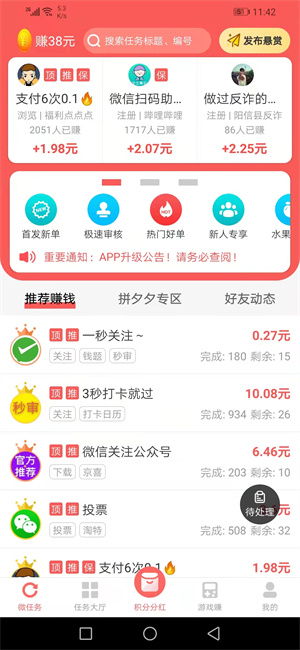 5.3
K/s
11:42
赚38元
搜索任务标题、编号
发布悬赏
顶 推 保
支付6次0.1🔥
浏览 | 福利点点点
2051人已赚
+1.98元
推 保
微信扫码助...
注册 | 哔哩哔哩
1717人已赚
+2.07元
做过反诈的...
注册 | 阳信县反诈
86人已赚
+2.25元
NEW
HOT
首发新单
极速审核
热门好单
新人专享
水果
重要通知：APP升级公告！请务必查阅！
推荐赚钱
拼夕夕专区
好友动态
顶 推 一秒关注 ~
0.27元
关注 钱题 秒审
完成: 180 剩余: 15
秒审
顶 推 3秒打卡就过
10.08元
关注 打卡日历
完成: 934 剩余: 26
官方
推荐
顶 推 微信关注公众号
6.46元
下载 京喜
完成: 203 剩余: 10
顶 推 投票
元
投票 淘特
完成: 508 剩余: 32
待处理
顶 推 保 支付6次0.1🔥
1.98元
微任务
任务大厅
积分分红
游戏赚
我的